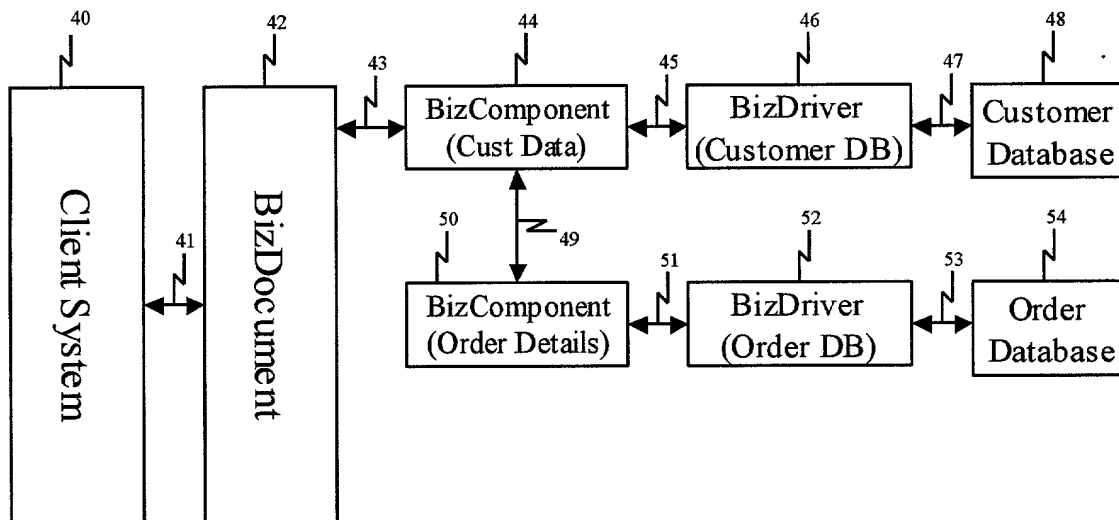 40
42
44
46
48
43
45
47
BizComponent
(Cust Data)
BizDriver
(Customer DB)
Customer
Database
Client System
41
BizDocument
50
49
52
54
51
53
BizComponent
(Order Details)
BizDriver
(Order DB)
Order
Database